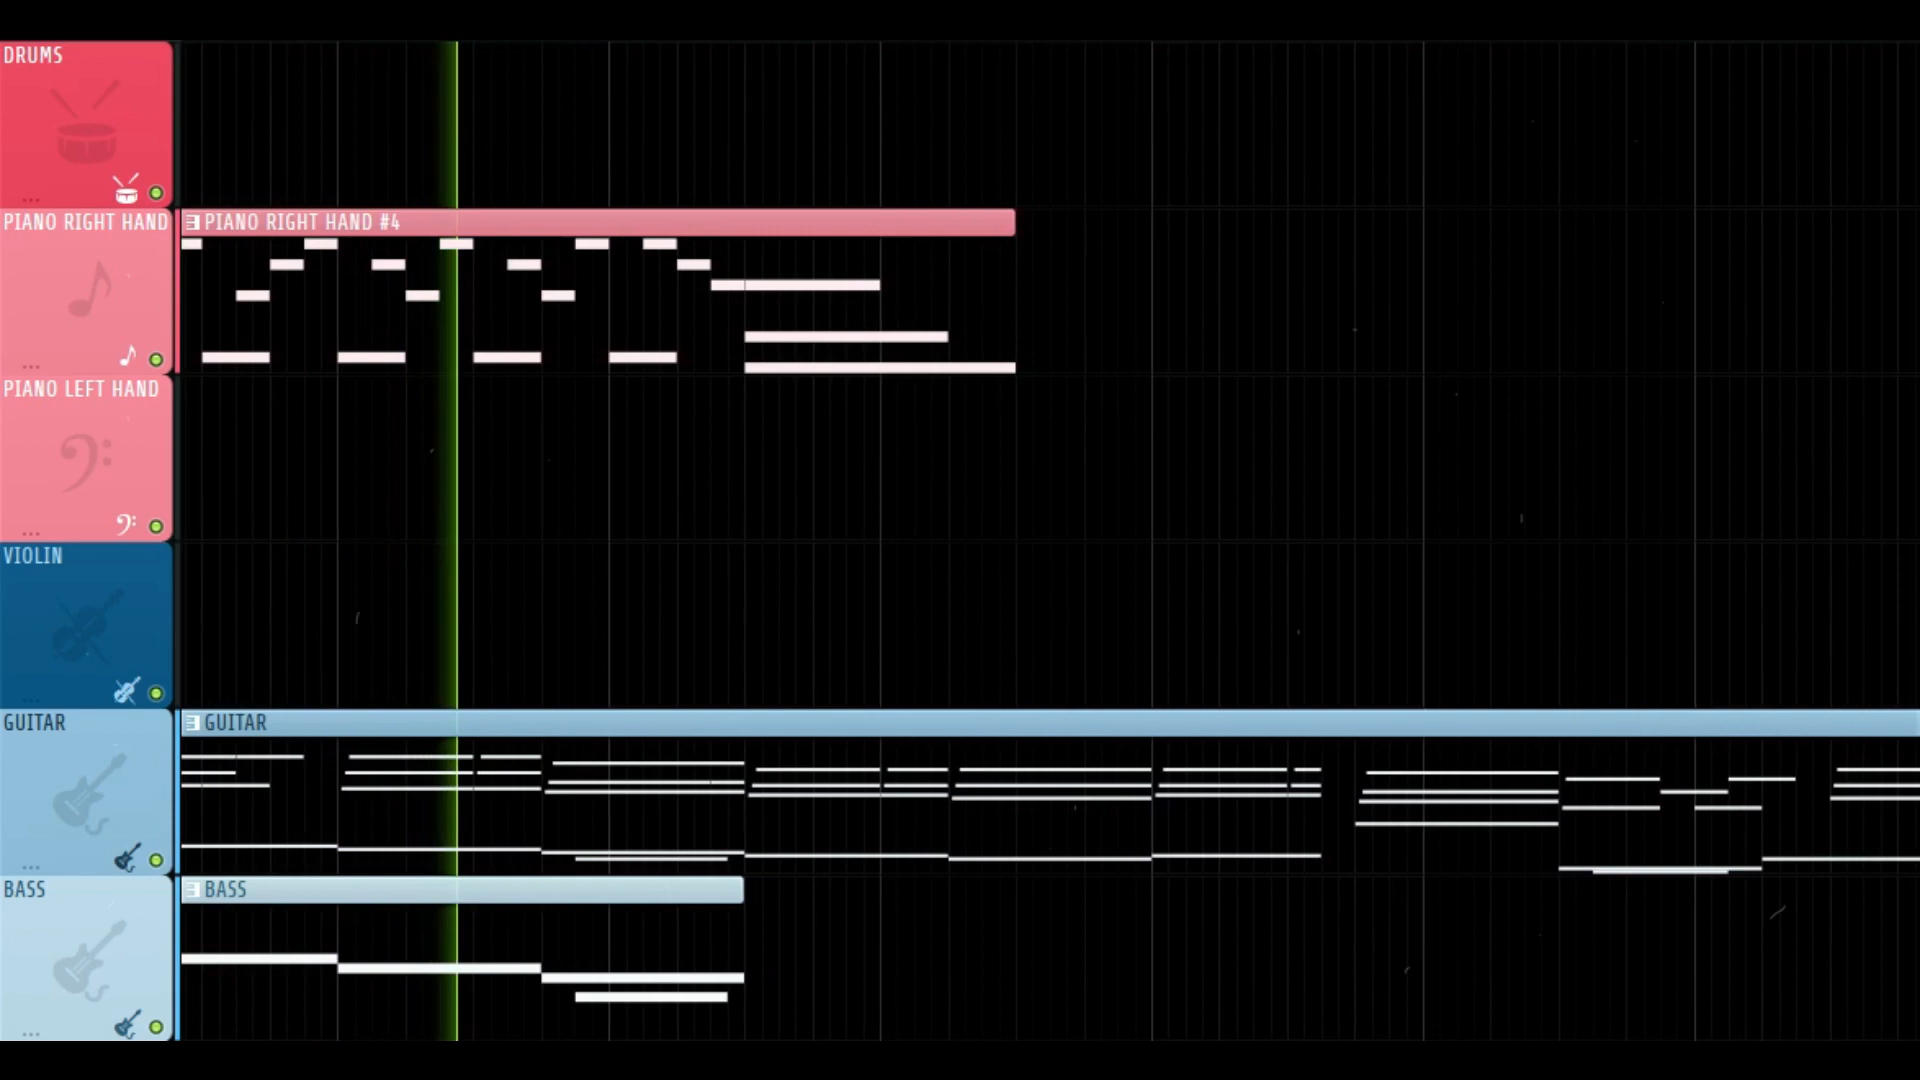 DRUMS
PIANO RIGHT HAND
PIANO RIGHT HAND #4
PIANO LEFT HAND
VIOLIN
GUITAR
GUITAR
BASS
BASS